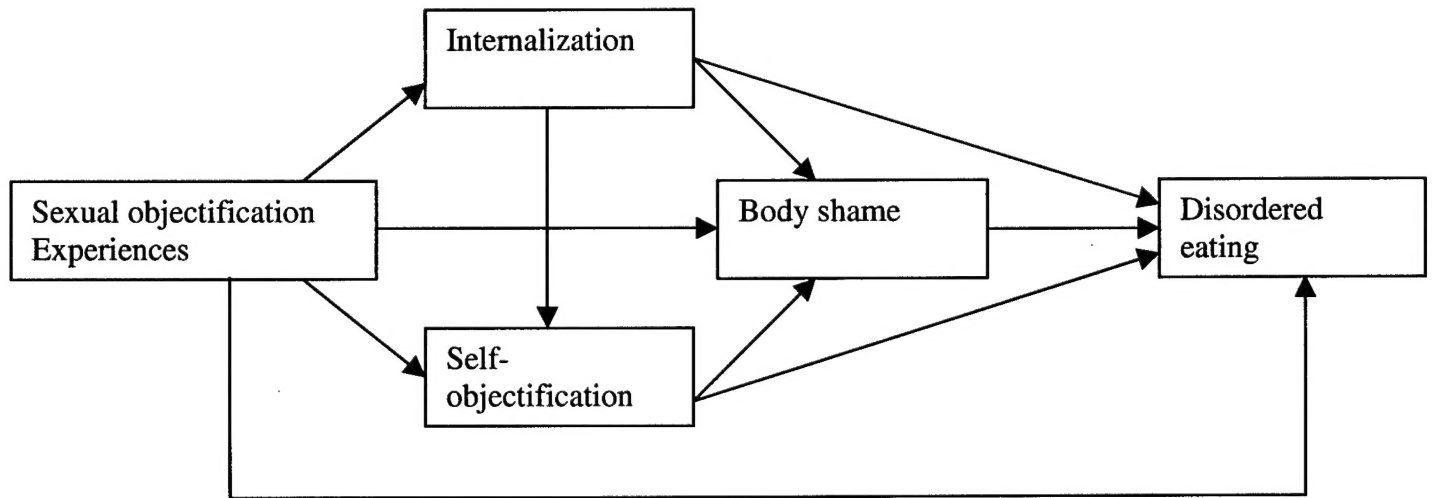 Internalization
Sexual objectification
Experiences
Body shame
Disordered
eating
Self-
objectification